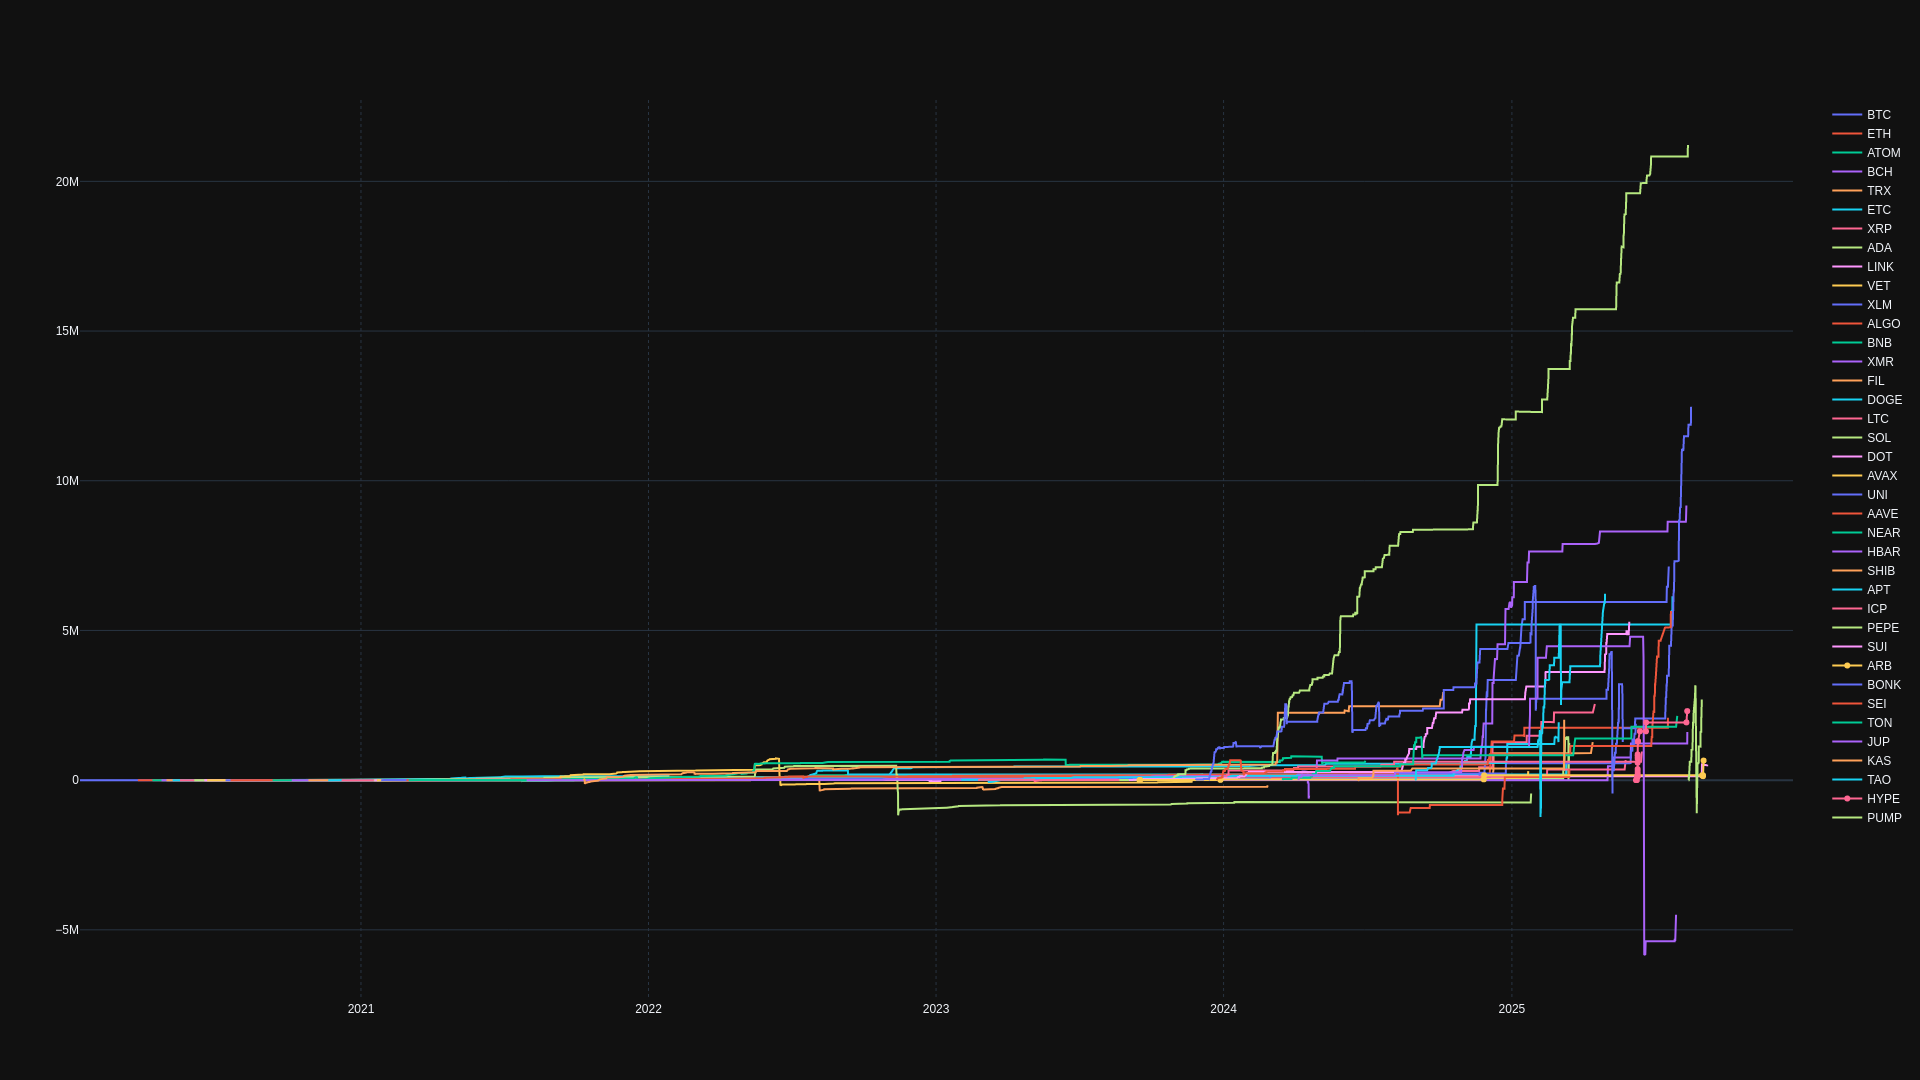 20M
15M
10M
5M
0
−5M
2021
2022
2023
2024
2025
BTC
ETH
ATOM
BCH
TRX
ETC
XRP
ADA
LINK
VET
XLM
ALGO
BNB
XMR
FIL
DOGE
LTC
SOL
DOT
AVAX
UNI
AAVE
NEAR
HBAR
SHIB
APT
ICP
PEPE
SUI
ARB
BONK
SEI
TON
JUP
KAS
TAO
HYPE
PUMP